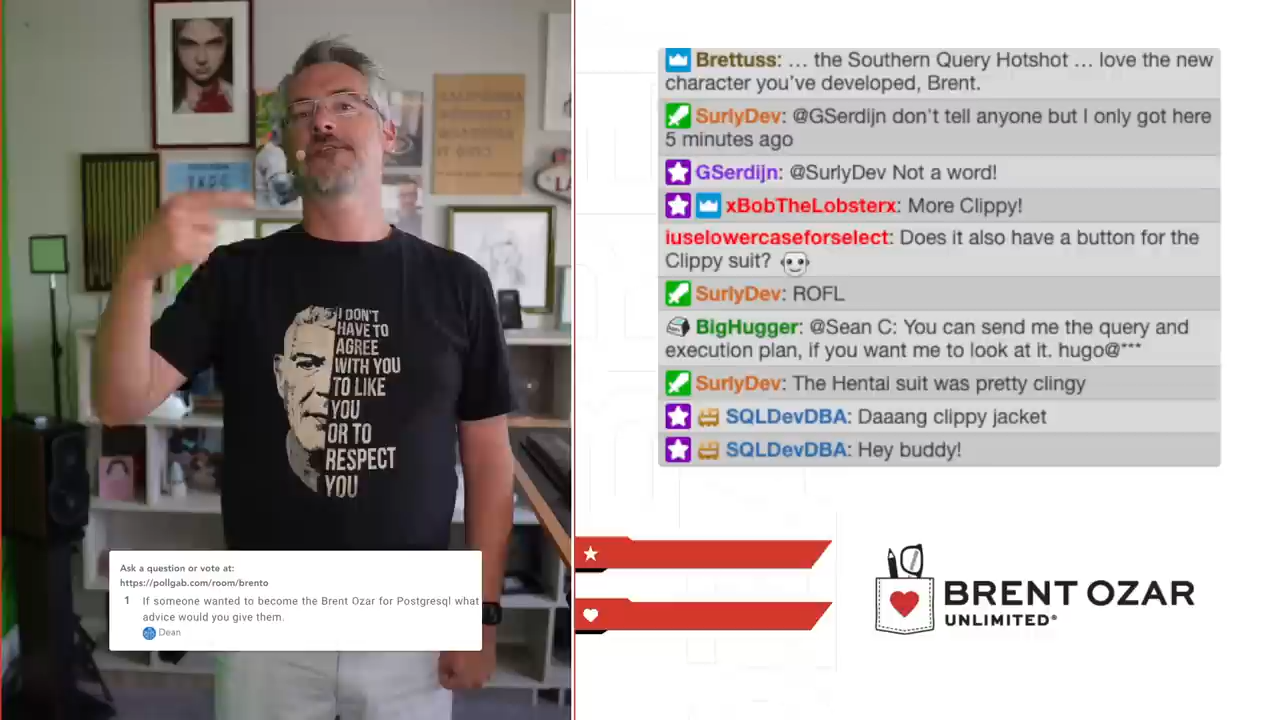 I DON'T
HAVE TO
AGREE
WITH YOU
TO LIKE
YOU
OR TO
RESPECT
YOU
Ask a question or vote at:
https://pollgab.com/room/brento
1 If someone wanted to become the Brent Ozar for Postgresql what
advice would you give them.
Dean
Brettuss: … the Southern Query Hotshot … love the new
character you've developed, Brent.
SurlyDev: @GSerdijn don't tell anyone but I only got here
5 minutes ago
GSerdijn: @SurlyDev Not a word!
xBobTheLobsterx: More Clippy!
iuselowercaseforselect: Does it also have a button for the
Clippy suit?
SurlyDev: ROFL
BigHugger: @Sean C: You can send me the query and
execution plan, if you want me to look at it. hugo@***
SurlyDev: The Hentai suit was pretty clingy
SQLDevDBA: Daaang clippy jacket
SQLDevDBA: Hey buddy!
BRENT OZAR
UNLIMITED®